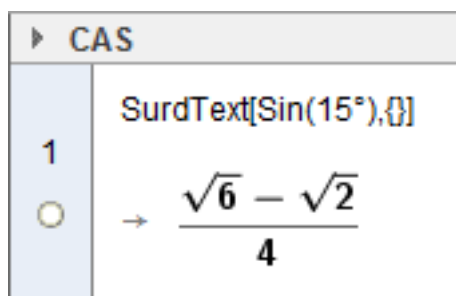 CAS
1
SurdText[Sin(15°),{}]
→ (√6 − √2)/4